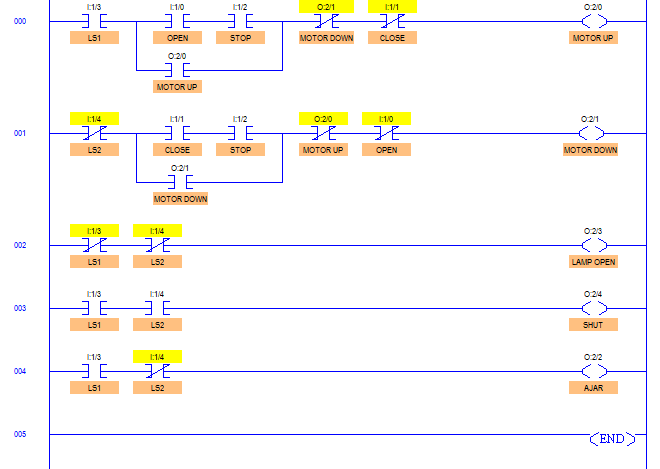 I:1/3 I:1/0 I:1/2 O:2/1 I:1/1 O:2/0
000
LS1 OPEN STOP MOTOR DOWN CLOSE MOTOR UP
O:2/0
MOTOR UP
I:1/4 I:1/1 I:1/2 O:2/0 I:1/0 O:2/1
001
LS2 CLOSE STOP MOTOR UP OPEN MOTOR DOWN
O:2/1
MOTOR DOWN
I:1/3 I:1/4 O:2/3
002
LS1 LS2 LAMP OPEN
I:1/3 I:1/4 O:2/4
003
LS1 LS2 SHUT
I:1/3 I:1/4 O:2/2
004
LS1 LS2 AJAR
005 END